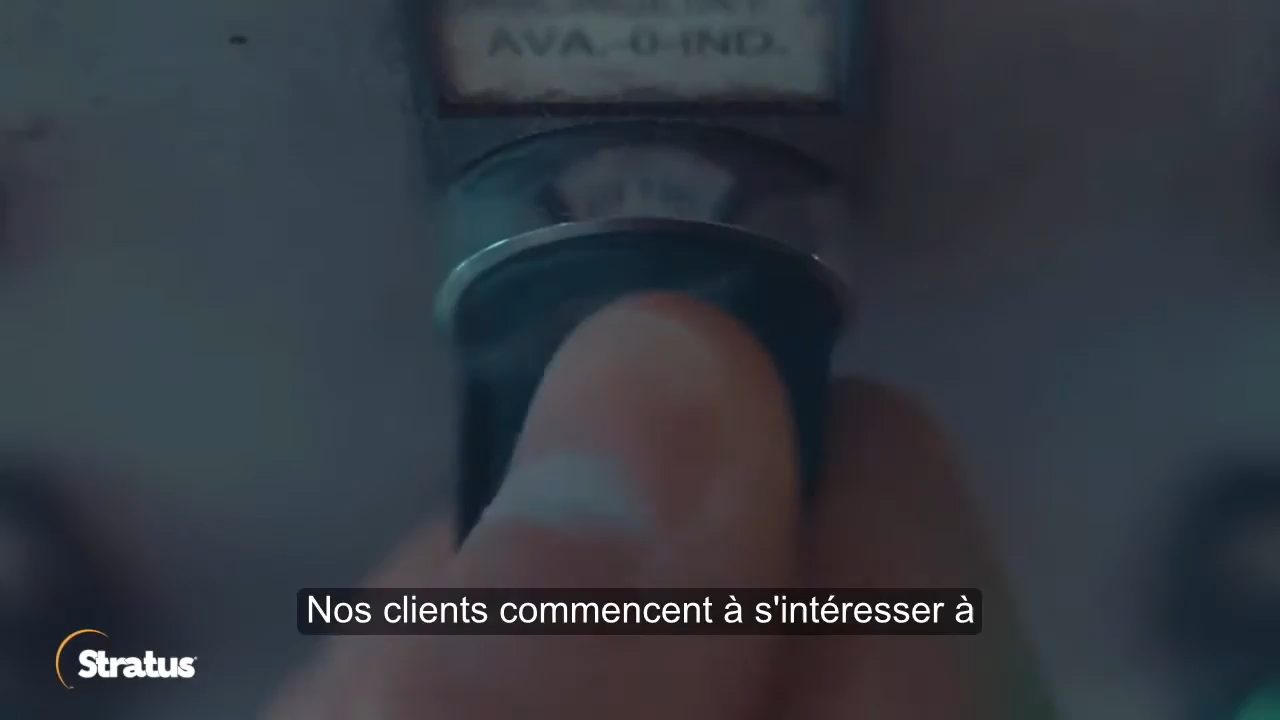 AVA.-0-IND.
Nos clients commencent à s'intéresser à
Stratus